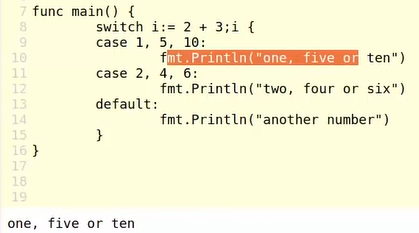 7 func main() {
8 switch i:= 2 + 3;i {
9 case 1, 5, 10:
10 fmt.Println("one, five or ten")
11 case 2, 4, 6:
12 fmt.Println("two, four or six")
13 default:
14 fmt.Println("another number")
15 }
16 }
17
18
19
one, five or ten